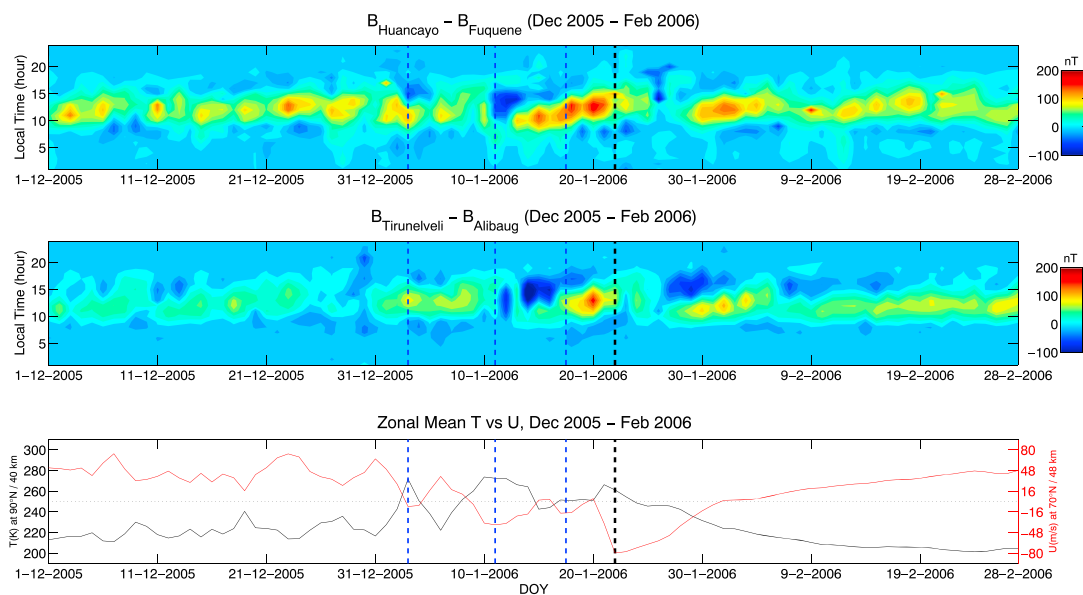 B_Huancayo – B_Fuquene (Dec 2005 – Feb 2006)
Local Time (hour)
20
15
10
5
1–12–2005 11–12–2005 21–12–2005 31–12–2005 10–1–2006 20–1–2006 30–1–2006 9–2–2006 19–2–2006 28–2–2006
nT
200
100
0
–100
B_Tirunelveli – B_Alibaug (Dec 2005 – Feb 2006)
Local Time (hour)
20
15
10
5
1–12–2005 11–12–2005 21–12–2005 31–12–2005 10–1–2006 20–1–2006 30–1–2006 9–2–2006 19–2–2006 28–2–2006
nT
200
100
0
–100
Zonal Mean T vs U, Dec 2005 – Feb 2006
T(K) at 90°N / 40 km
300
280
260
240
220
200
80
48
16
–16
–48
–80
U(m/s) at 70°N / 48 km
1–12–2005 11–12–2005 21–12–2005 31–12–2005 10–1–2006 20–1–2006 30–1–2006 9–2–2006 19–2–2006 28–2–2006
DOY